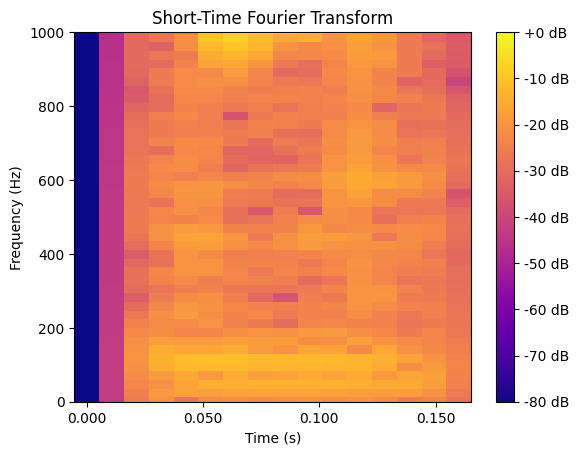 Short-Time Fourier Transform
Frequency (Hz)
1000
800
600
400
200
0
0.000
0.050
0.100
0.150
Time (s)
+0 dB
-10 dB
-20 dB
-30 dB
-40 dB
-50 dB
-60 dB
-70 dB
-80 dB